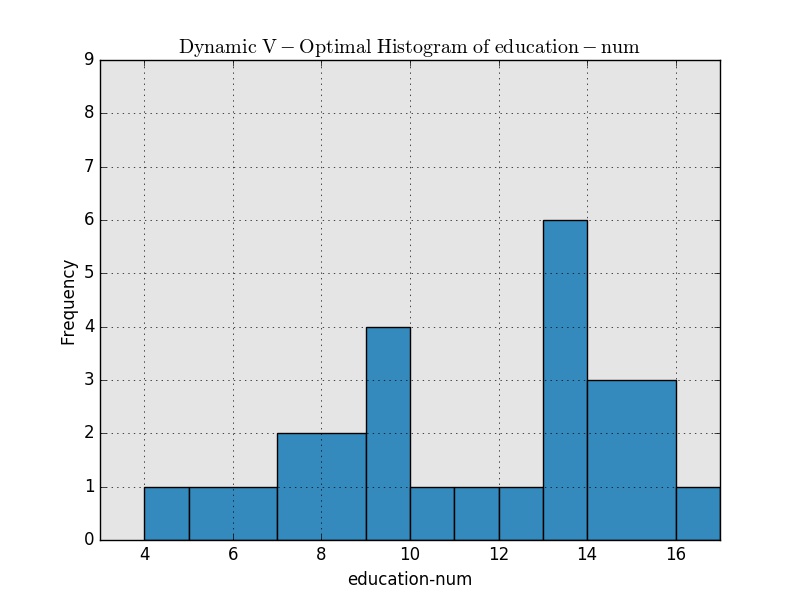 Dynamic V − Optimal Histogram of education − num
9
8
7
6
5
4
3
2
1
0
Frequency
4 6 8 10 12 14 16
education-num